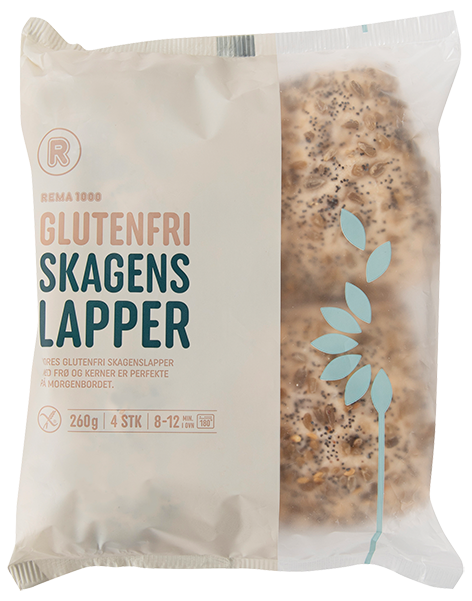 R
REMA 1000
GLUTENFRI
SKAGENS
LAPPER
RES GLUTENFRI SKAGENSLAPPER
ED FRØ OG KERNER ER PERFEKTE
MORGENBORDET.
260g | 4 STK | 8-12 MIN. I OVN 180°